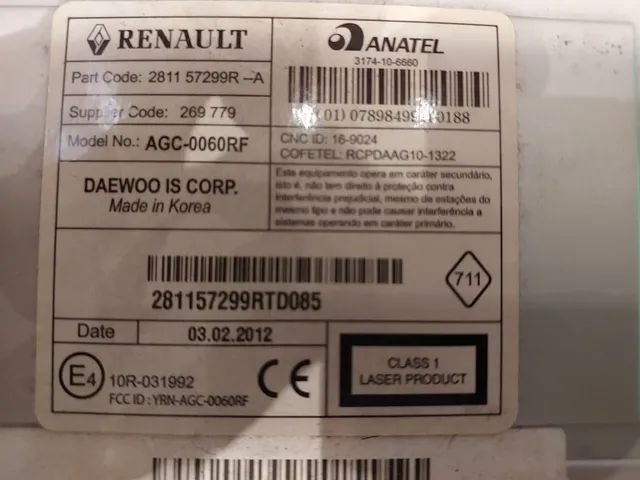 RENAULT
Part Code: 2811 57299R -A
Supplier Code: 269 779
Model No.: AGC-0060RF
DAEWOO IS CORP.
Made in Korea
ANATEL
3174-10-6660
(01) 07898499 0188
CNC ID: 16-9024
COFETEL: RCPDAAG10-1322
Este equipamento opera em caráter secundário,
isto é, não tem direito à proteção contra
interferência prejudicial, mesmo de estações do
mesmo tipo e não pode causar interferência a
sistemas operando em caráter primário.
281157299RTD085
711
Date 03.02.2012
E4 10R-031992
FCC ID : YRN-AGC-0060RF
CE
CLASS 1
LASER PRODUCT